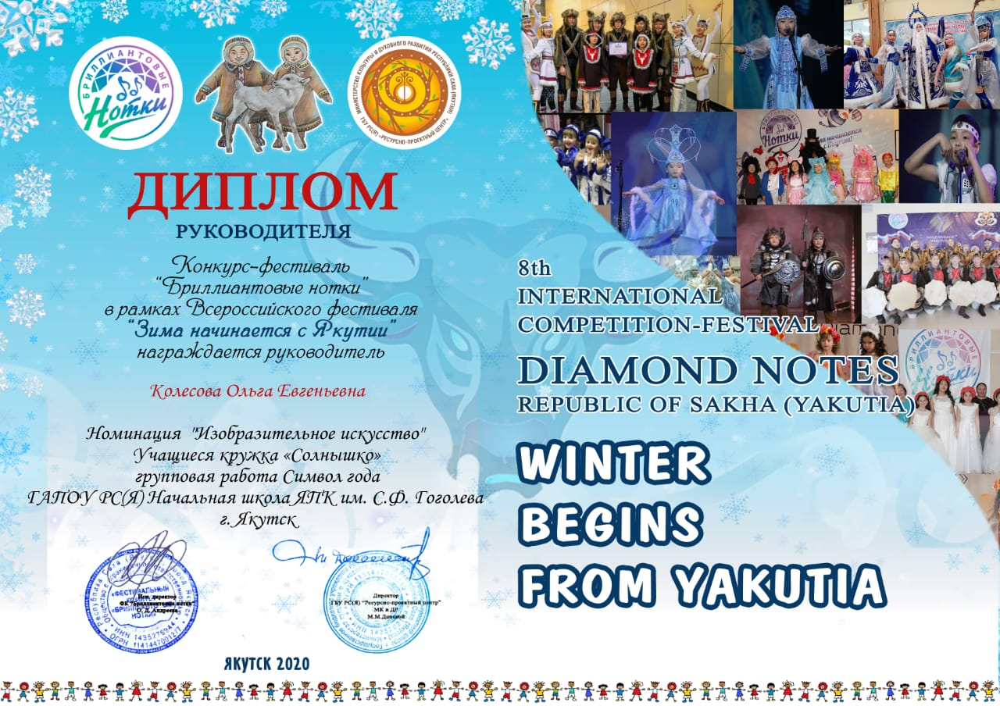 БРИЛЛИАНТОВЫЕ
Нотки
МИНИСТЕРСТВО КУЛЬТУРЫ И ДУХОВНОГО РАЗВИТИЯ РЕСПУБЛИКИ САХА (ЯКУТИЯ)
ГБУ РС(Я) «РЕСУРСНО-ПРОЕКТНЫЙ ЦЕНТР»
ДИПЛОМ
РУКОВОДИТЕЛЯ
Конкурс-фестиваль
“Бриллиантовые нотки”
в рамках Всероссийского фестиваля
“Зима начинается с Якутии”
награждается руководитель
Колесова Ольга Евгеньевна
Номинация "Изобразительное искусство"
Учащиеся кружка «Солнышко»
групповая работа Символ года
ГАПОУ РС(Я) Начальная школа ЯПК им. С.Ф. Гоголева
г. Якутск
Исп. директор
ФК "Бриллиантовые нотки"
О. Д. Андреева
«ФЕСТИВАЛЬНЫЙ
НОТКИ»
Директор
ГБУ РС(Я) "Ресурсно-проектный центр"
МК и ДР
М.М.Донской
ЯКУТСК 2020
8th
INTERNATIONAL
COMPETITION-FESTIVAL
DIAMOND NOTES
REPUBLIC OF SAKHA (YAKUTIA)
WINTER
BEGINS
FROM YAKUTIA
НОТКИ
БРИЛЛИАНТОВЫЕ
Нотки